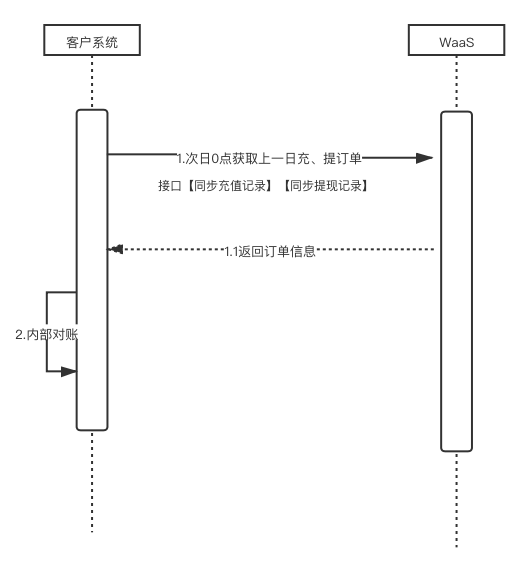 客户系统
WaaS
1.次日0点获取上一日充、提订单
接口【同步充值记录】【同步提现记录】
1.1返回订单信息
2.内部对账